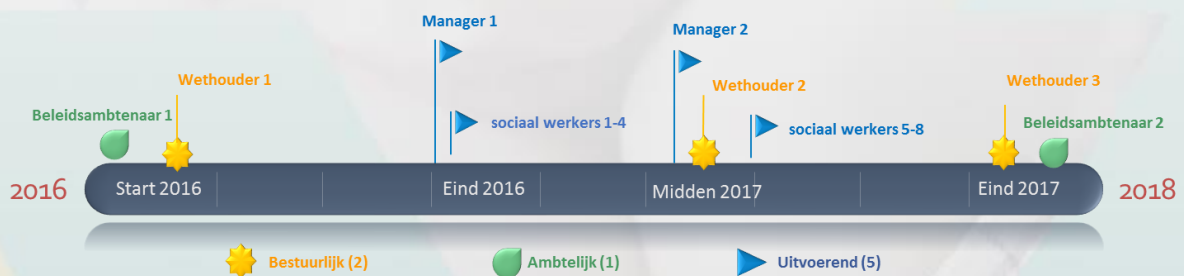 Manager 1
Manager 2
Wethouder 1
Wethouder 2
Wethouder 3
Beleidsambtenaar 1
sociaal werkers 1-4
sociaal werkers 5-8
Beleidsambtenaar 2
2016
Start 2016
Eind 2016
Midden 2017
Eind 2017
2018
Bestuurlijk (2)
Ambtelijk (1)
Uitvoerend (5)